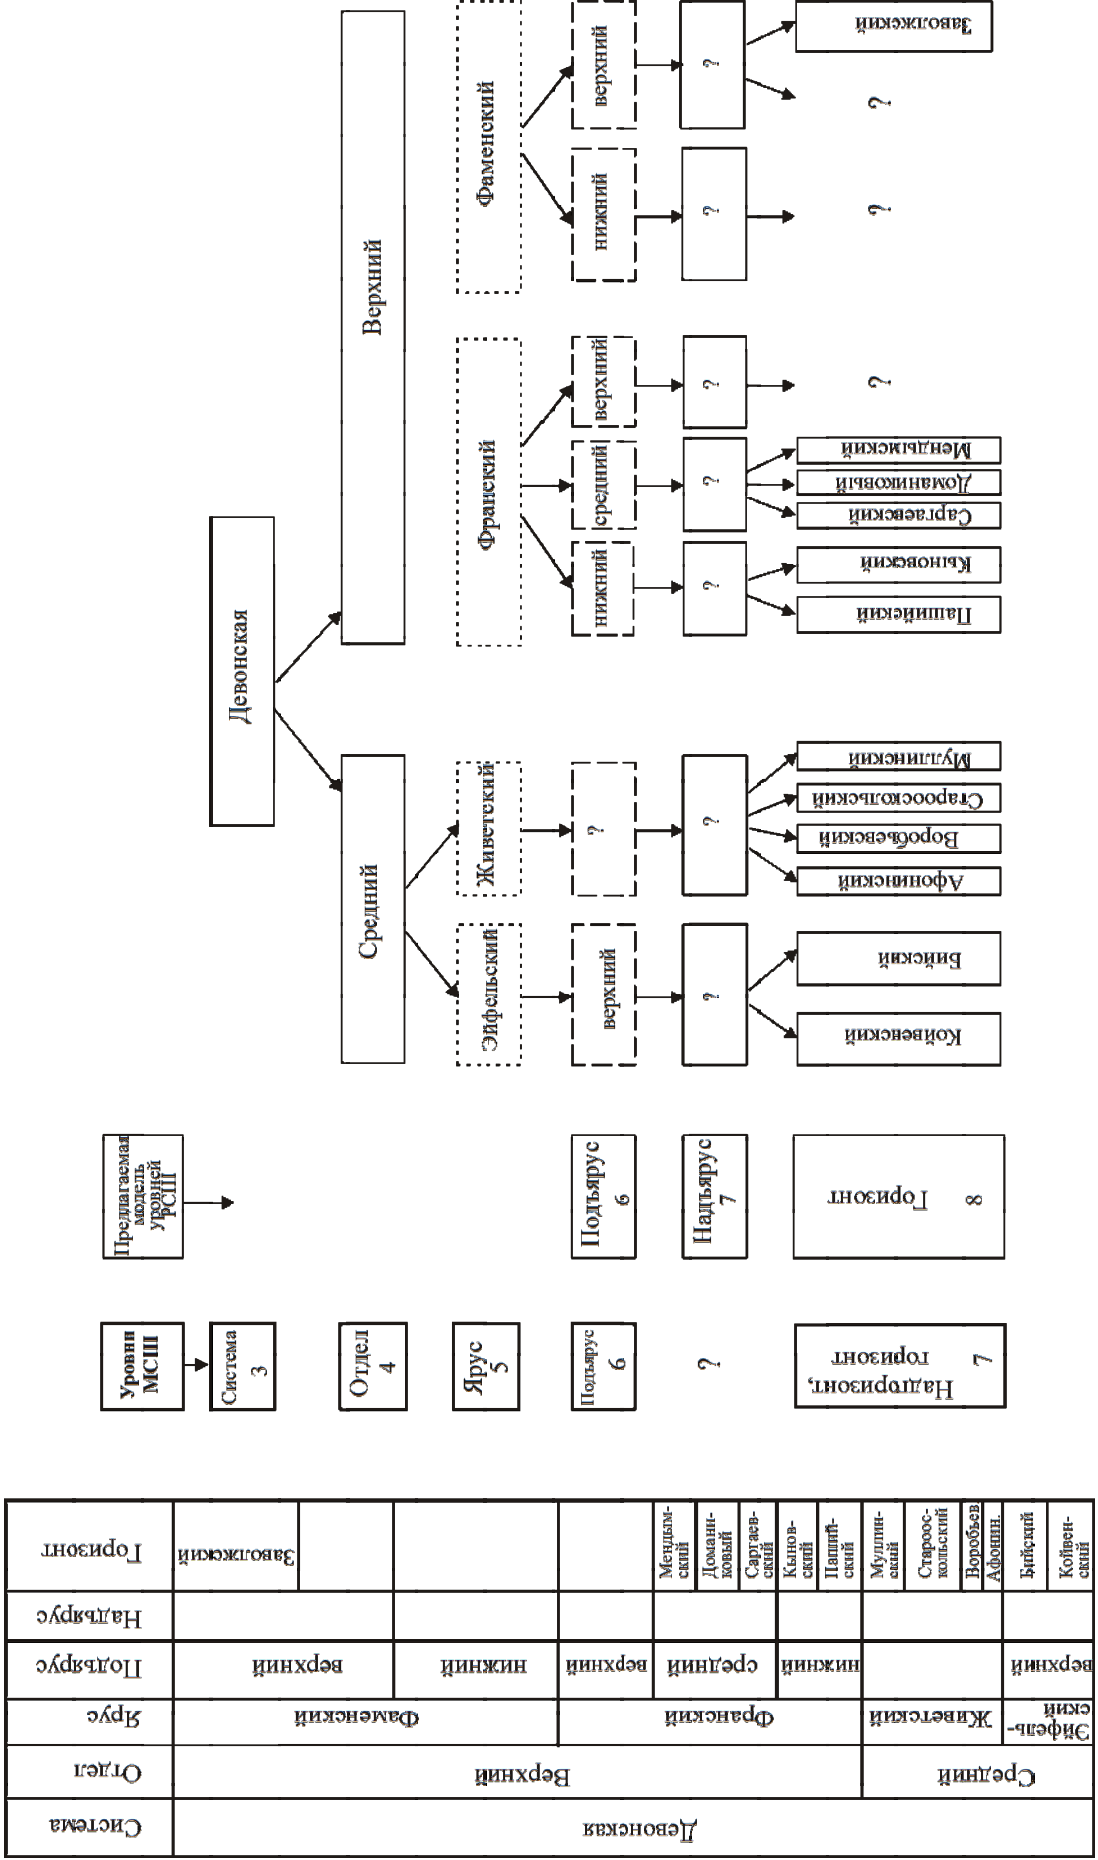 Система
Отдел
Ярус
Подъярус
Надъярус
Горизонт
Девонская
Верхний
Средний
Фаменский
Франский
Живетский
Эйфель-
ский
верхний
нижний
верхний
средний
нижний
верхний
Заволжский
Мендым-
ский
Домани-
ковый
Саргаев-
ский
Кынов-
ский
Паший-
ский
Муллин-
ский
Староос-
кольский
Воробьев.
Афонин.
Бийский
Койвен-
ский
Уровни
МСШ
Система
3
Отдел
4
Ярус
5
Подъярус
6
?
Надгоризонт,
горизонт
7
Предлагаемая
модель
уровней
РСШ
Подъярус
6
Надъярус
7
Горизонт
8
Девонская
Средний
Верхний
Эйфельский
Живетский
Франский
Фаменский
верхний
?
нижний
средний
верхний
нижний
верхний
?
?
?
?
?
?
?
Койвенский
Бийский
Афонинский
Воробьевский
Старооскольский
Муллинский
Пашийский
Кыновский
Саргаевский
Доманиковый
Мендымский
?
?
?
Заволжский